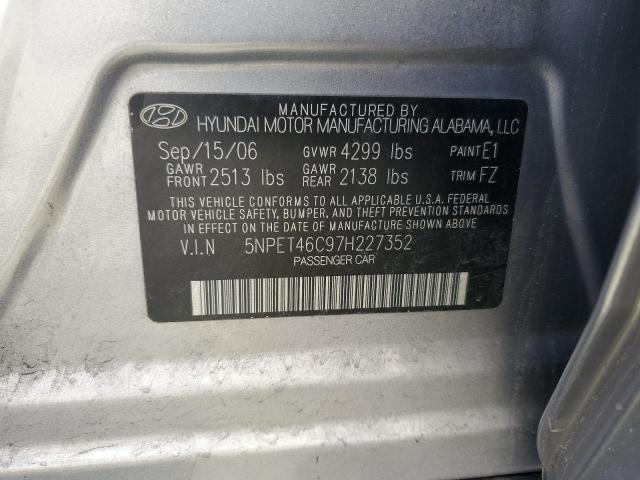 MANUFACTURED BY
HYUNDAI MOTOR MANUFACTURING ALABAMA, LLC
Sep/15/06 GVWR 4299 lbs PAINT E1
GAWR FRONT 2513 lbs GAWR REAR 2138 lbs TRIM FZ
THIS VEHICLE CONFORMS TO ALL APPLICABLE U.S.A. FEDERAL
MOTOR VEHICLE SAFETY, BUMPER, AND THEFT PREVENTION
STANDARDS IN EFFECT ON THE DATE OF MANUFACTURE SHOWN ABOVE.
V.I.N 5NPET46C97H227352
PASSENGER CAR